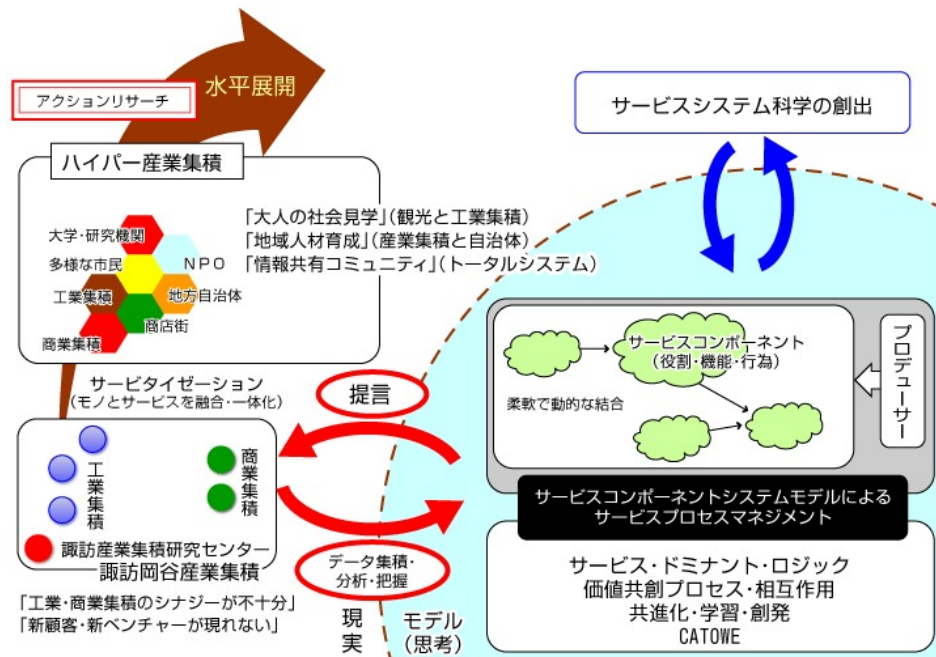 水平展開
アクションリサーチ
ハイパー産業集積
大学・研究機関
多様な市民
NPO
工業集積
地方自治体
商店街
商業集積
「大人の社会見学」(観光と工業集積)
「地域人材育成」(産業集積と自治体)
「情報共有コミュニティ」(トータルシステム)
サービタイゼーション
(モノとサービスを融合・一体化)
工業集積
商業集積
諏訪産業集積研究センター
諏訪岡谷産業集積
「工業・商業集積のシナジーが不十分」
「新顧客・新ベンチャーが現れない」
提言
データ集積・
分析・把握
現実
モデル
(思考)
サービスシステム科学の創出
サービスコンポーネント
(役割・機能・行為)
柔軟で動的な結合
プロデューサー
サービスコンポーネントシステムモデルによる
サービスプロセスマネジメント
サービス・ドミナント・ロジック
価値共創プロセス・相互作用
共進化・学習・創発
CATOWE